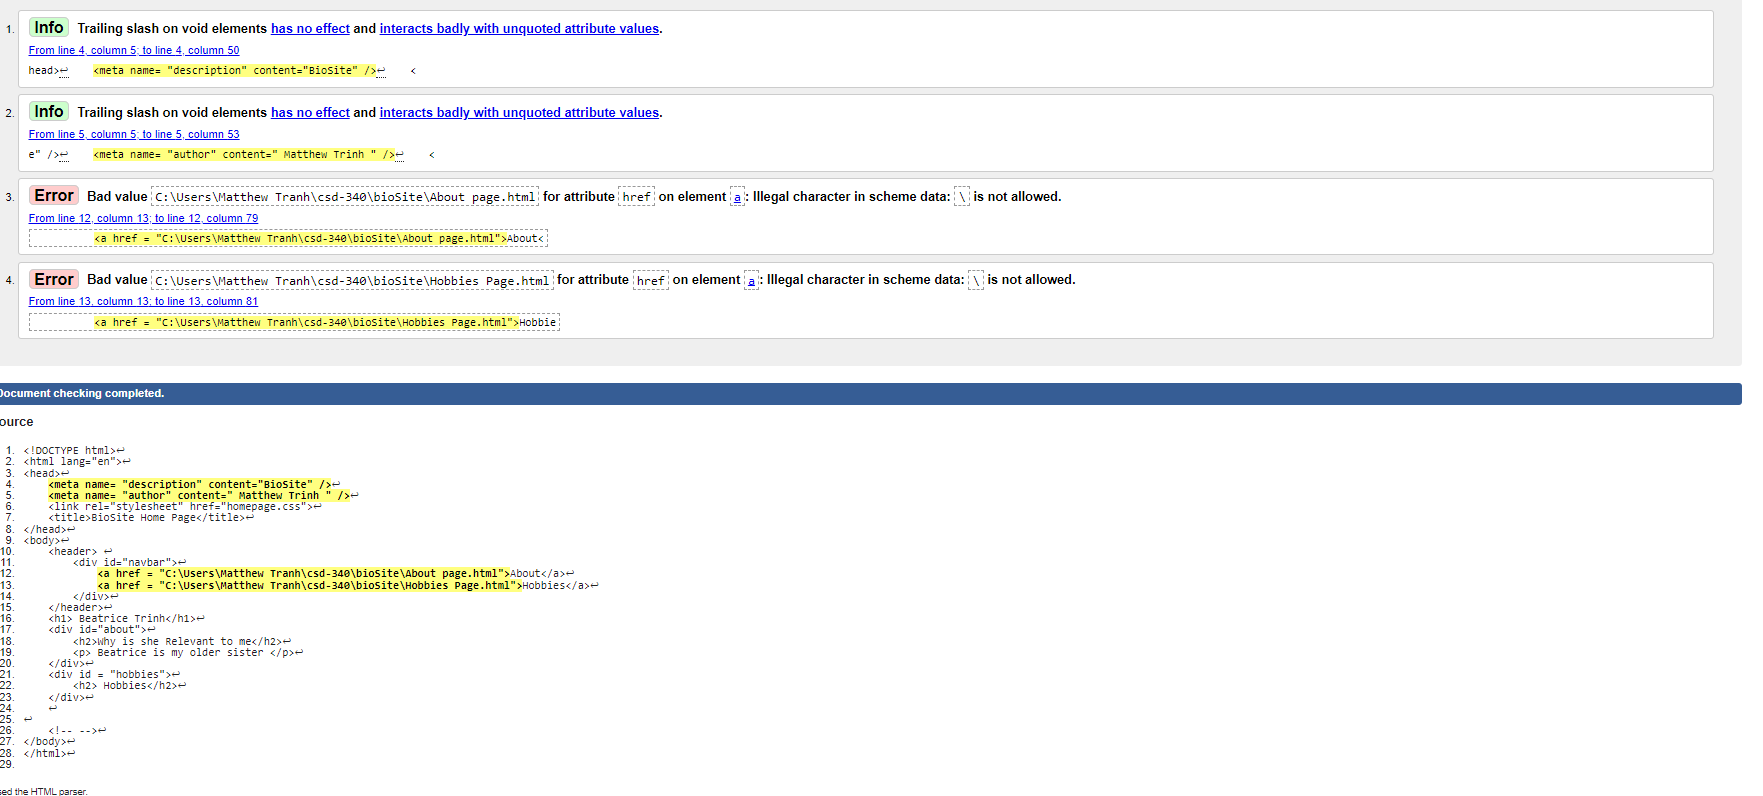 1. Info Trailing slash on void elements has no effect and interacts badly with unquoted attribute values.
From line 4, column 5; to line 4, column 50
head>↩    <meta name= "description" content="BioSite" />↩    <
2. Info Trailing slash on void elements has no effect and interacts badly with unquoted attribute values.
From line 5, column 5; to line 5, column 53
e" />↩    <meta name= "author" content=" Matthew Trinh " />↩    <
3. Error Bad value C:\Users\Matthew Tranh\csd-340\bioSite\About page.html for attribute href on element a: Illegal character in scheme data: \ is not allowed.
From line 12, column 13; to line 12, column 79
<a href = "C:\Users\Matthew Tranh\csd-340\bioSite\About page.html">About<
4. Error Bad value C:\Users\Matthew Tranh\csd-340\bioSite\Hobbies Page.html for attribute href on element a: Illegal character in scheme data: \ is not allowed.
From line 13, column 13; to line 13, column 81
<a href = "C:\Users\Matthew Tranh\csd-340\bioSite\Hobbies Page.html">Hobbie
Document checking completed.
ource
1. <!DOCTYPE html>↩
2. <html lang="en">↩
3. <head>↩
4.     <meta name= "description" content="BioSite" />↩
5.     <meta name= "author" content=" Matthew Trinh " />↩
6.     <link rel="stylesheet" href="homepage.css">↩
7.     <title>BioSite Home Page</title>↩
8. </head>↩
9. <body>↩
10.     <header> ↩
11.         <div id="navbar">↩
12.             <a href = "C:\Users\Matthew Tranh\csd-340\bioSite\About page.html">About</a>↩
13.             <a href = "C:\Users\Matthew Tranh\csd-340\bioSite\Hobbies Page.html">Hobbies</a>↩
14.         </div>↩
15.     </header>↩
16.     <h1> Beatrice Trinh</h1>↩
17.     <div id="about">↩
18.         <h2>Why is she Relevant to me</h2>↩
19.         <p> Beatrice is my older sister </p>↩
20.     </div>↩
21.     <div id = "hobbies">↩
22.         <h2> Hobbies</h2>↩
23.     </div>↩
24.     ↩
25. ↩
26.     <!-- -->↩
27. </body>↩
28. </html>↩
29.
sed the HTML parser.